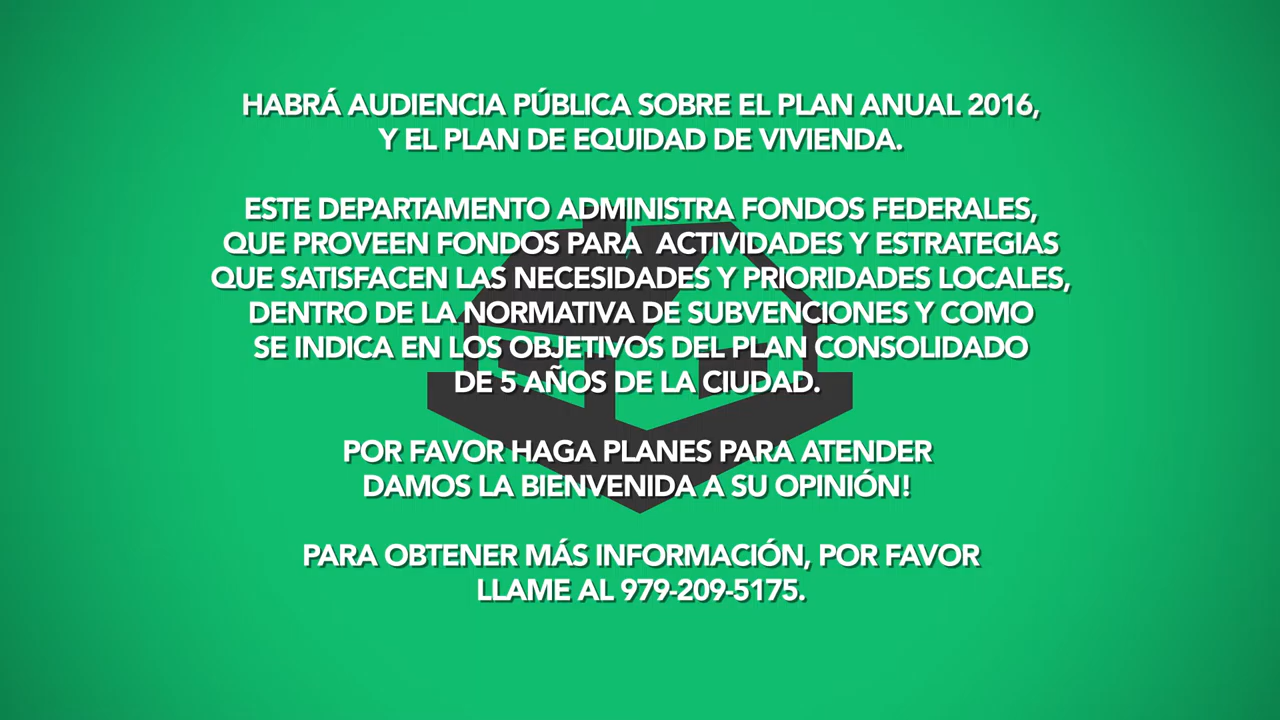 HABRÁ AUDIENCIA PÚBLICA SOBRE EL PLAN ANUAL 2016,
Y EL PLAN DE EQUIDAD DE VIVIENDA.
ESTE DEPARTAMENTO ADMINISTRA FONDOS FEDERALES,
QUE PROVEEN FONDOS PARA ACTIVIDADES Y ESTRATEGIAS
QUE SATISFACEN LAS NECESIDADES Y PRIORIDADES LOCALES,
DENTRO DE LA NORMATIVA DE SUBVENCIONES Y COMO
SE INDICA EN LOS OBJETIVOS DEL PLAN CONSOLIDADO
DE 5 AÑOS DE LA CIUDAD.
POR FAVOR HAGA PLANES PARA ATENDER
DAMOS LA BIENVENIDA A SU OPINIÓN!
PARA OBTENER MÁS INFORMACIÓN, POR FAVOR
LLAME AL 979-209-5175.